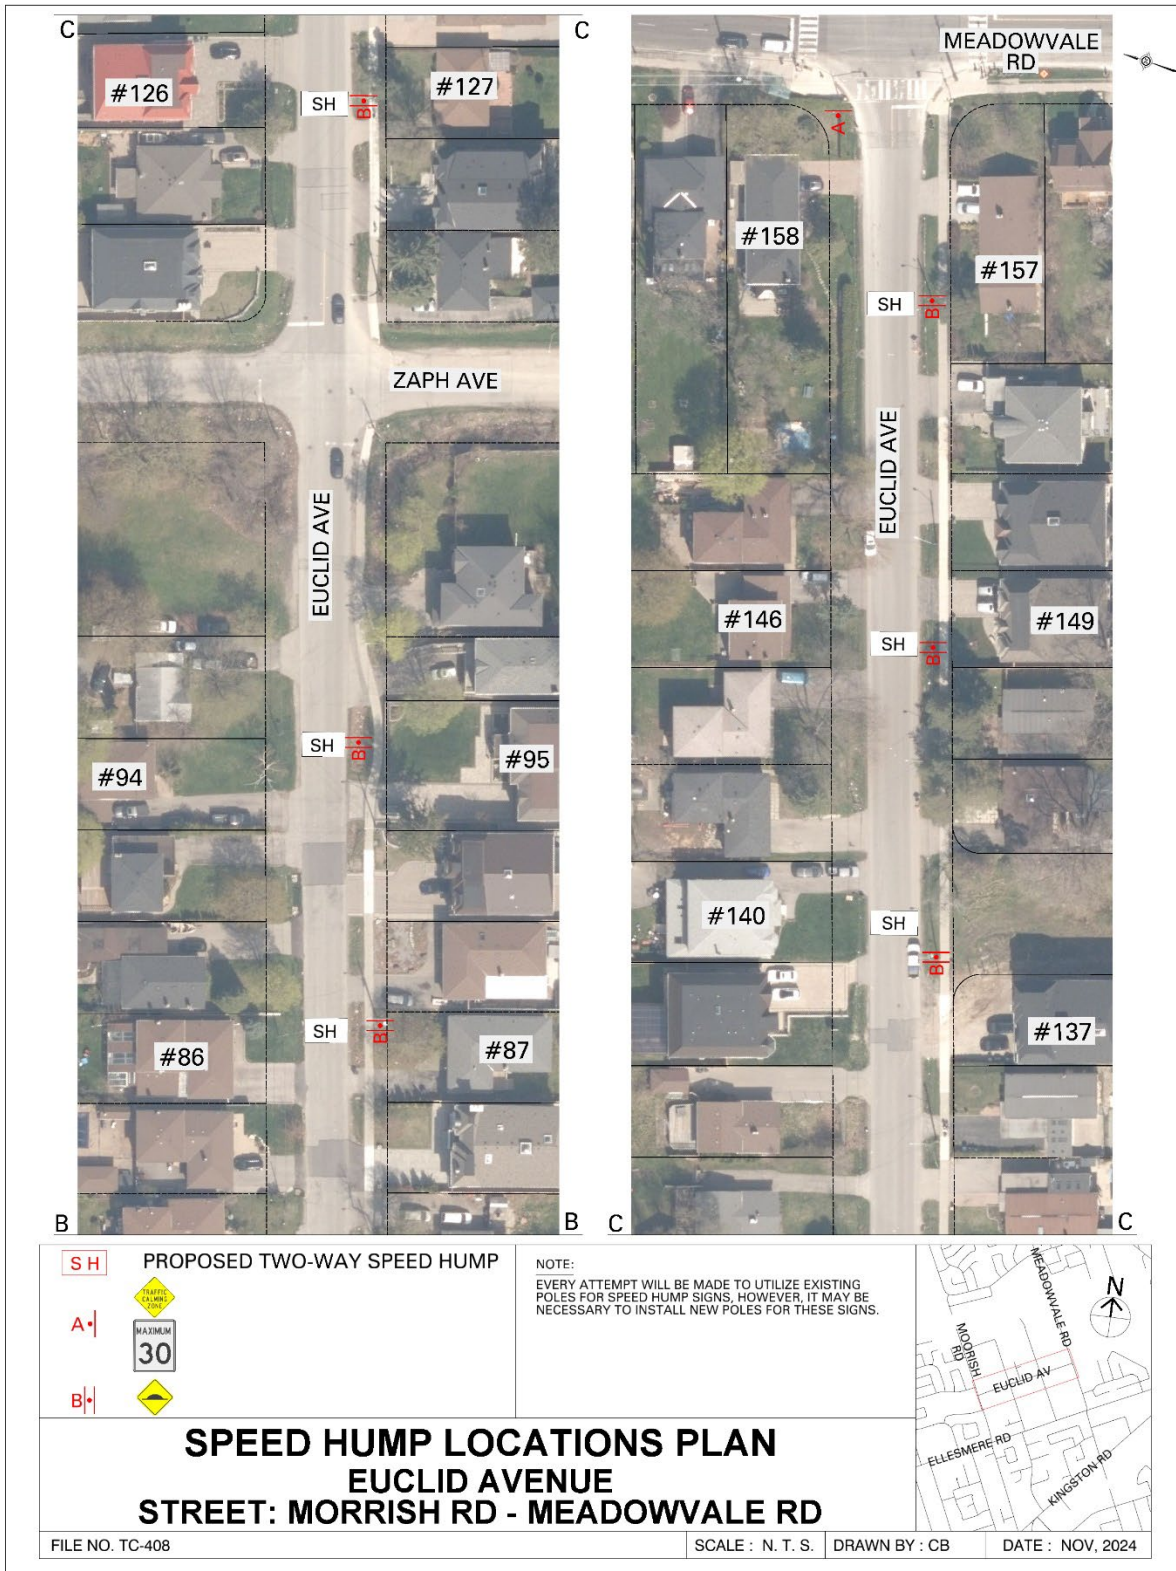 C
C
#126
SH
B
#127
ZAPH AVE
EUCLID AVE
#94
SH
B
#95
#86
SH
B
#87
B
B
C
MEADOWVALE
RD
A
#158
SH
B
#157
EUCLID AVE
#146
SH
B
#149
#140
SH
B
#137
C
C
SH PROPOSED TWO-WAY SPEED HUMP
TRAFFIC
CALMING
ZONE
A
MAXIMUM
30
B
NOTE:
EVERY ATTEMPT WILL BE MADE TO UTILIZE EXISTING
POLES FOR SPEED HUMP SIGNS, HOWEVER, IT MAY BE
NECESSARY TO INSTALL NEW POLES FOR THESE SIGNS.
MEADOWVALE RD
N
MOORISH
RD
EUCLID AV
ELLESMERE RD
KINGSTON RD
SPEED HUMP LOCATIONS PLAN
EUCLID AVENUE
STREET: MORRISH RD - MEADOWVALE RD
FILE NO. TC-408
SCALE : N. T. S.
DRAWN BY : CB
DATE : NOV, 2024